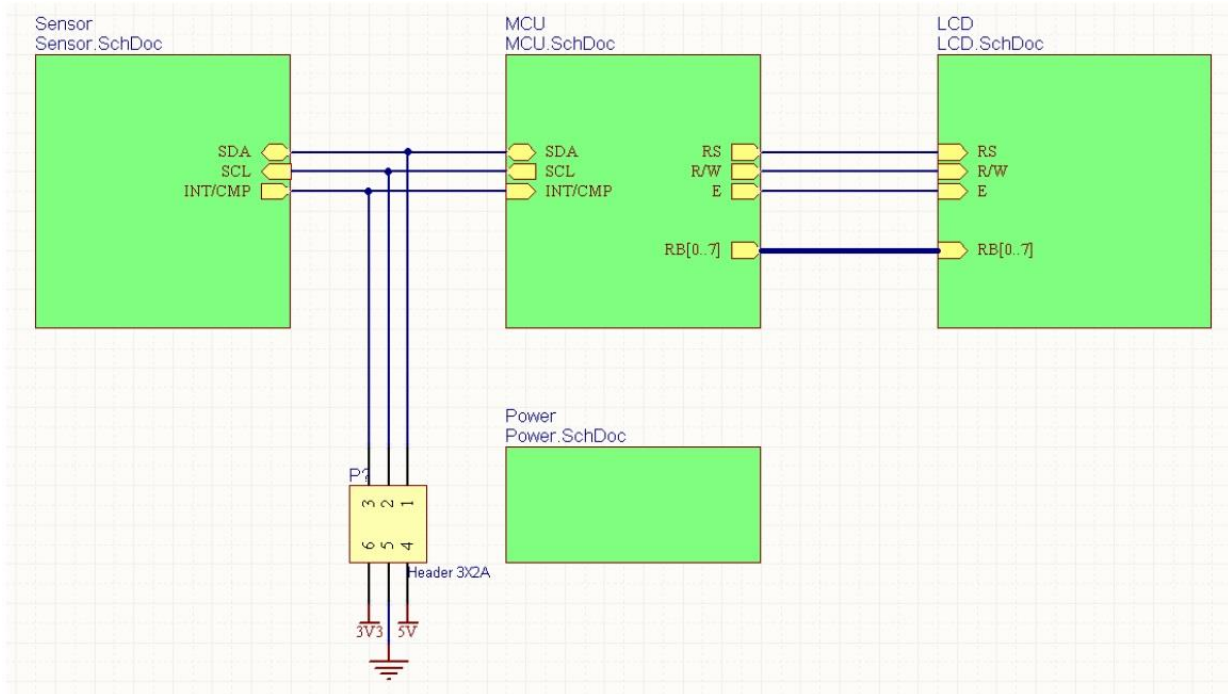 Sensor
Sensor.SchDoc
MCU
MCU.SchDoc
LCD
LCD.SchDoc
SDA
SCL
INT/CMP
SDA
SCL
INT/CMP
RS
R/W
E
RB[0..7]
RS
R/W
E
RB[0..7]
Power
Power.SchDoc
P?
3 2 1
6 5 4
Header 3X2A
3V3 5V